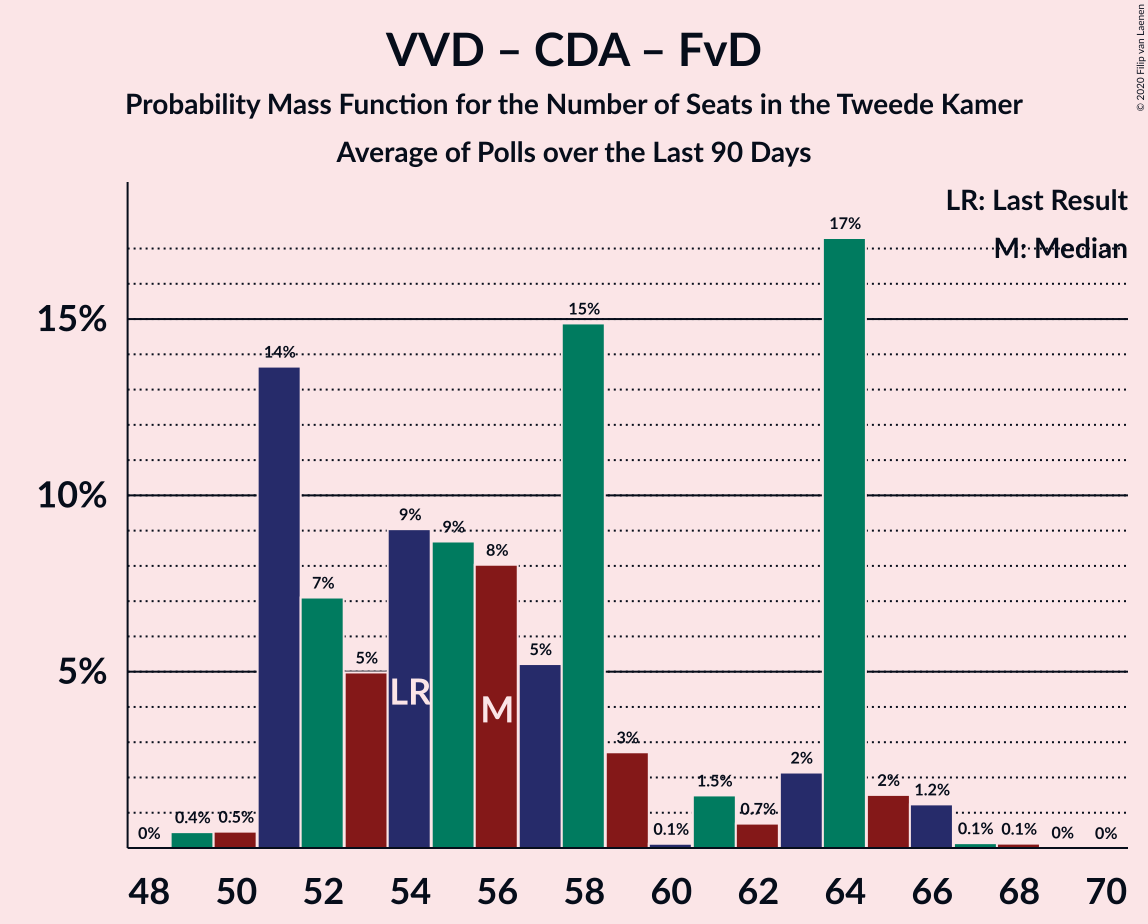 © 2020 Filip van Laenen
VVD – CDA – FvD
Probability Mass Function for the Number of Seats in the Tweede Kamer
Average of Polls over the Last 90 Days
LR: Last Result
M: Median
15%
10%
5%
0% 0.4% 0.5% 14% 7% 5% 9% 9% 8% 5% 15% 3% 0.1% 1.5% 0.7% 2% 17% 2% 1.2% 0.1% 0.1% 0% 0%
LR M
48 50 52 54 56 58 60 62 64 66 68 70